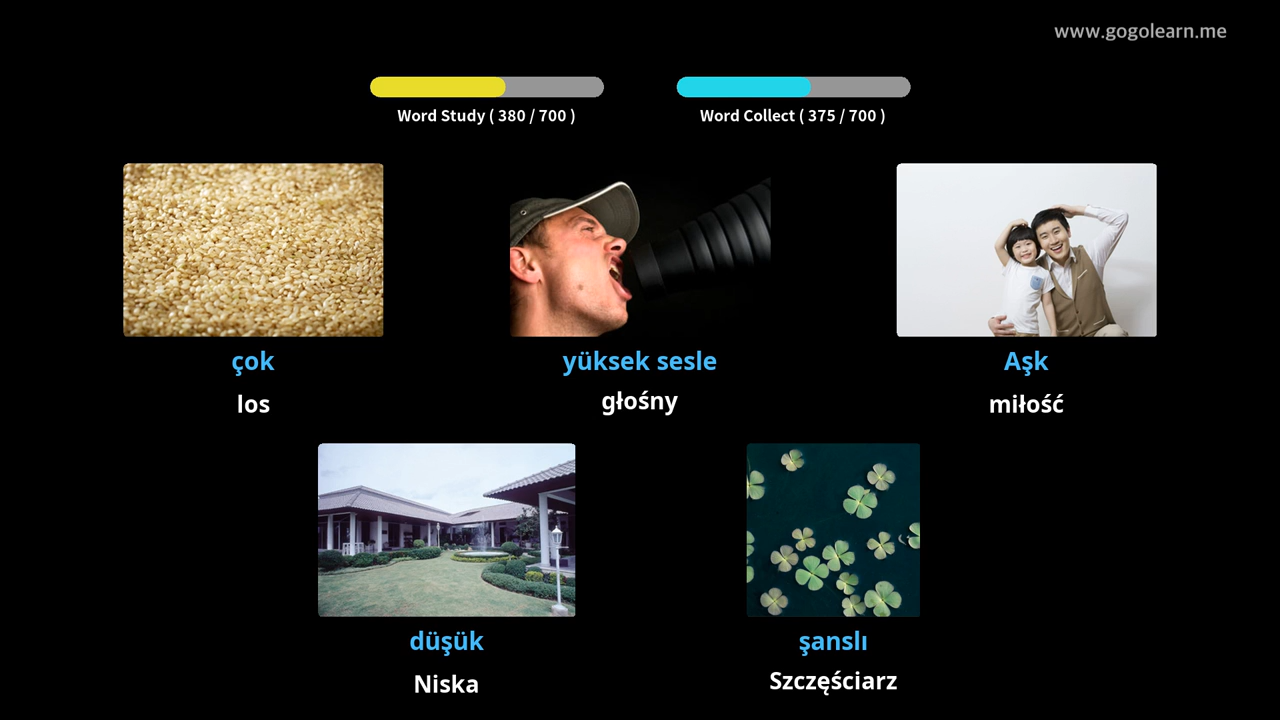 www.gogolearn.me
Word Study ( 380 / 700 )
Word Collect ( 375 / 700 )
çok
los
yüksek sesle
głośny
Aşk
miłość
düşük
Niska
şanslı
Szczęściarz